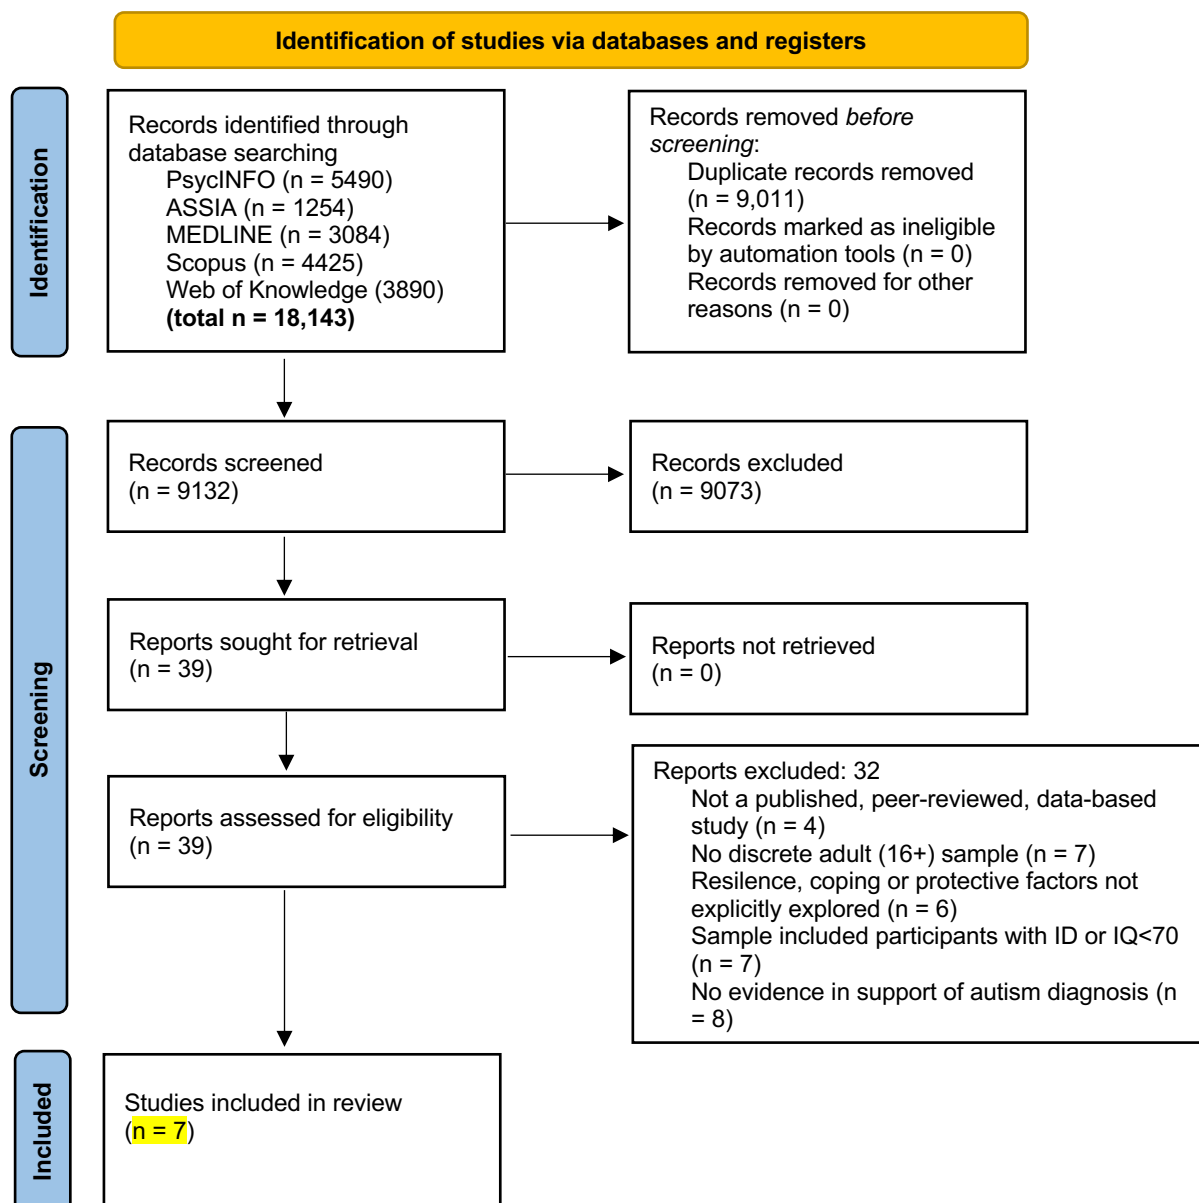 Identification of studies via databases and registers
Identification
Records identified through
database searching
PsycINFO (n = 5490)
ASSIA (n = 1254)
MEDLINE (n = 3084)
Scopus (n = 4425)
Web of Knowledge (3890)
(total n = 18,143)
Records removed before
screening:
Duplicate records removed
(n = 9,011)
Records marked as ineligible
by automation tools (n = 0)
Records removed for other
reasons (n = 0)
Screening
Records screened
(n = 9132)
Records excluded
(n = 9073)
Reports sought for retrieval
(n = 39)
Reports not retrieved
(n = 0)
Reports assessed for eligibility
(n = 39)
Reports excluded: 32
Not a published, peer-reviewed, data-based
study (n = 4)
No discrete adult (16+) sample (n = 7)
Resilence, coping or protective factors not
explicitly explored (n = 6)
Sample included participants with ID or IQ<70
(n = 7)
No evidence in support of autism diagnosis (n
= 8)
Included
Studies included in review
(n = 7)